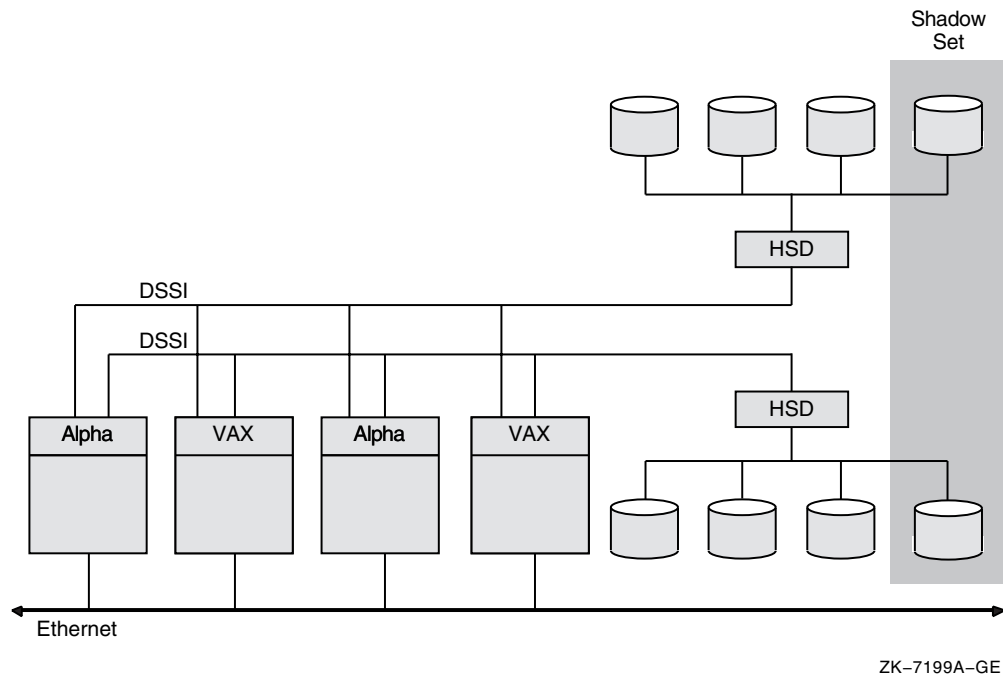 Shadow
Set
HSD
DSSI
DSSI
HSD
Alpha
VAX
Alpha
VAX
Ethernet
ZK–7199A–GE